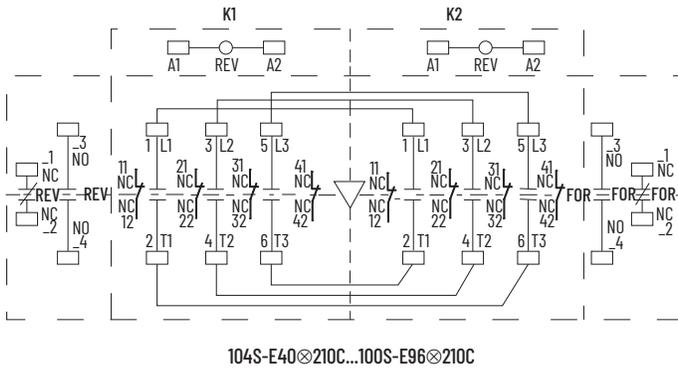 K1 K2
A1 REV A2 A1 REV A2
_3 1 L1 3 L2 5 L3 1 L1 3 L2 5 L3 _3
_1 NO NO _1
NC 11 21 31 41 11 21 31 41 NC
NC NC NC NC NC NC NC NC
REV REV FOR FOR FOR
NC NC NC NC NC NC NC NC NC NC
_2 12 22 32 42 12 22 32 42 _2
NO NO
_4 2 T1 4 T2 6 T3 2 T1 4 T2 6 T3 _4
104S-E40⊗210C...100S-E96⊗210C